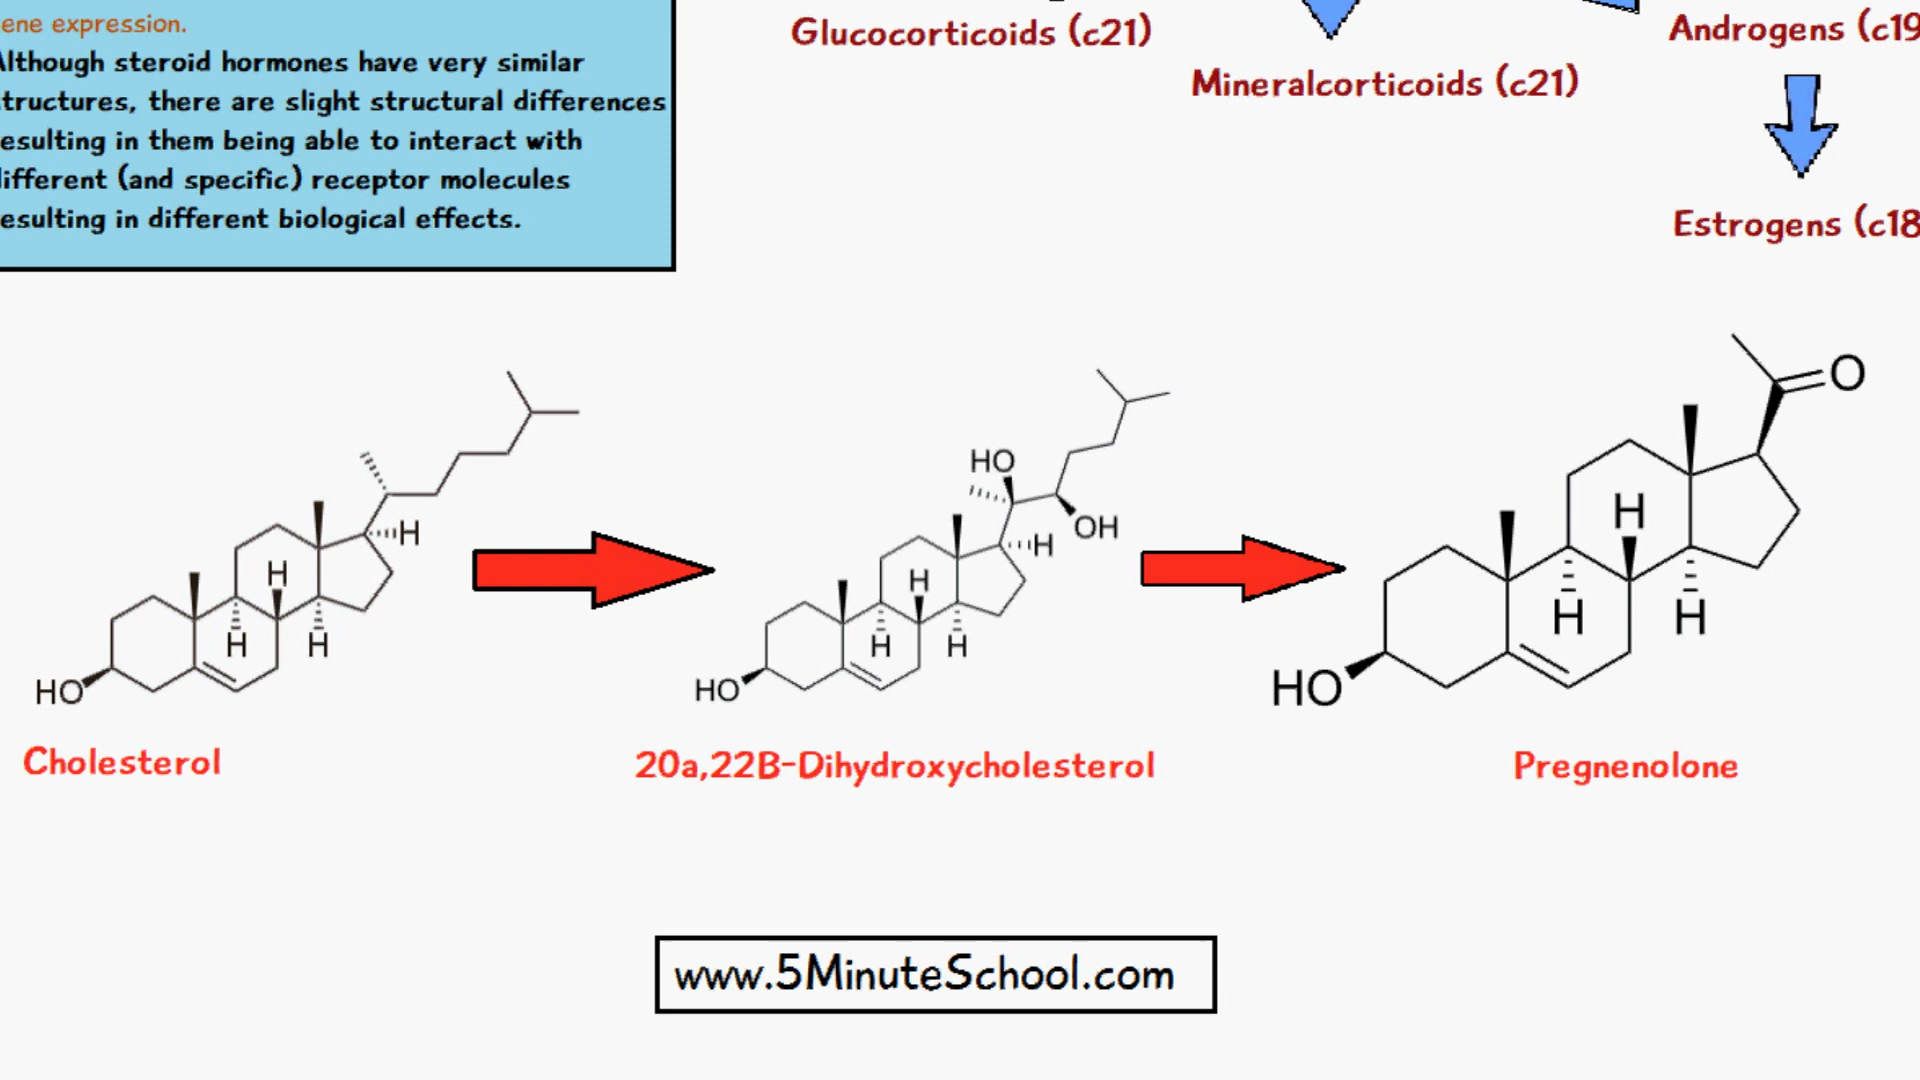 ene expression.
Although steroid hormones have very similar
tructures, there are slight structural differences
esulting in them being able to interact with
ifferent (and specific) receptor molecules
esulting in different biological effects.
Glucocorticoids (c21)
Mineralcorticoids (c21)
Androgens (c19
Estrogens (c18
HO
H
H
H
H
Cholesterol
HO
OH
H
H
H
H
HO
20a,22B-Dihydroxycholesterol
O
H
H
H
HO
Pregnenolone
www.5MinuteSchool.com